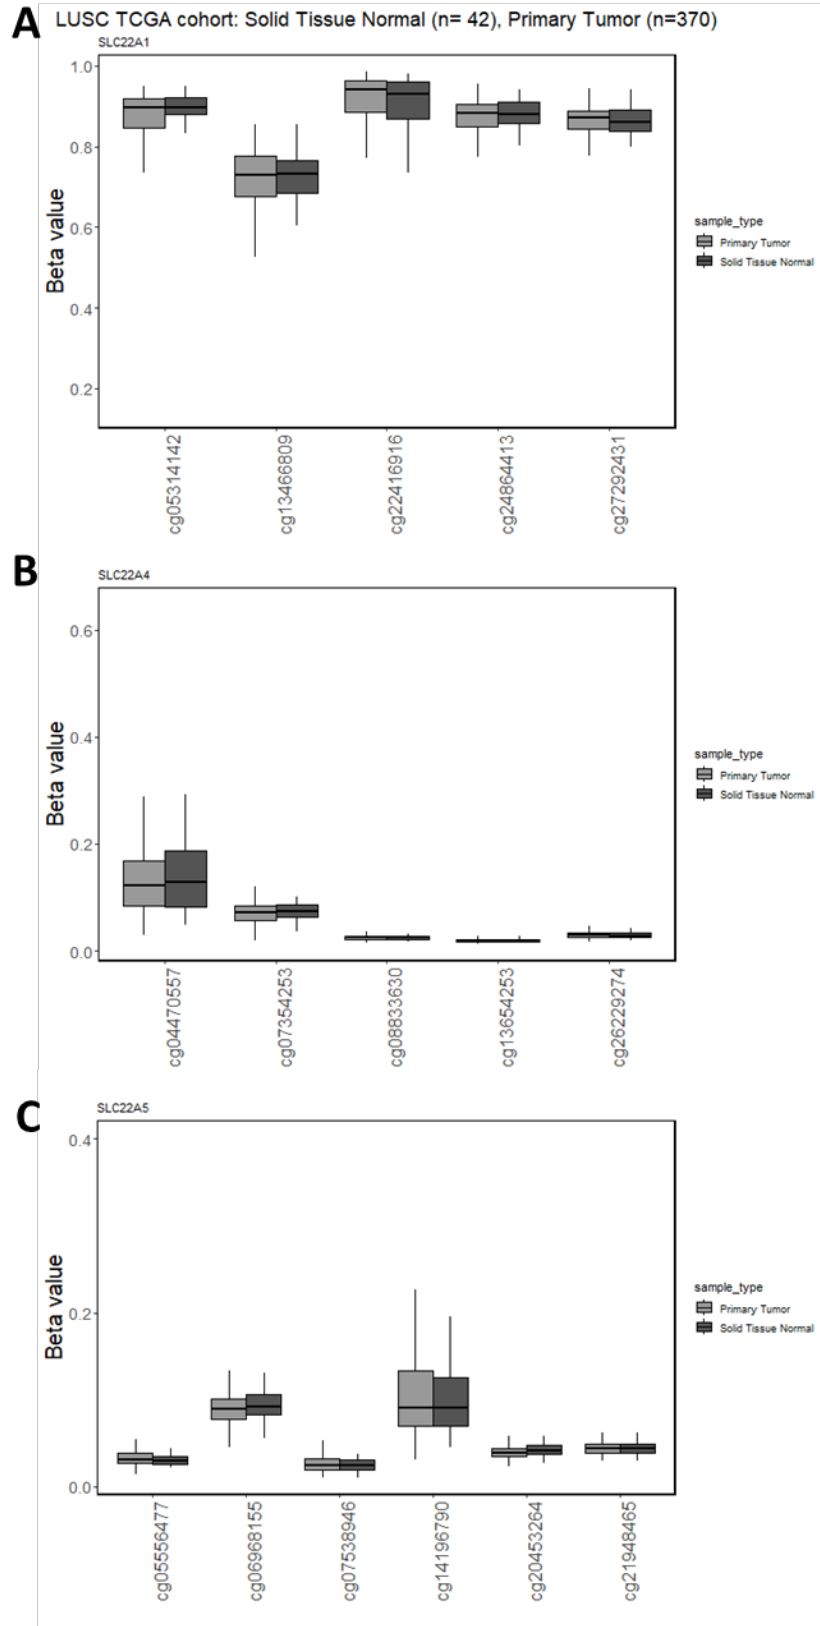 A
LUSC TCGA cohort: Solid Tissue Normal (n= 42), Primary Tumor (n=370)
SLC22A1
Beta value
1.0
0.8
0.6
0.4
0.2
cg05314142
cg13466809
cg22416916
cg24864413
cg27292431
sample_type
Primary Tumor
Solid Tissue Normal
B
SLC22A4
Beta value
0.6
0.4
0.2
0.0
cg04470557
cg07354253
cg08833630
cg13654253
cg26229274
sample_type
Primary Tumor
Solid Tissue Normal
C
SLC22A5
Beta value
0.4
0.2
0.0
cg05556477
cg06968155
cg07538946
cg14196790
cg20453264
cg21948465
sample_type
Primary Tumor
Solid Tissue Normal